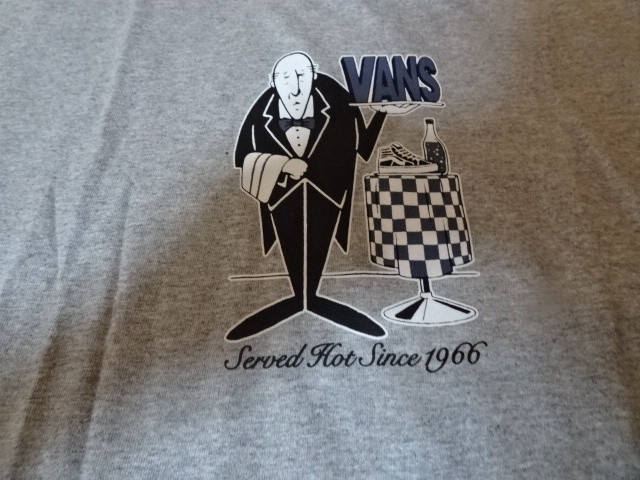 VANS
Served Hot Since 1966